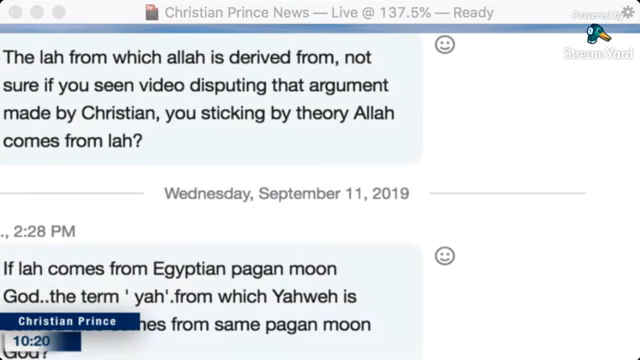 Christian Prince News — Live @ 137.5% — Ready
Powered by
StreamYard
The lah from which allah is derived from, not
sure if you seen video disputing that argument
made by Christian, you sticking by theory Allah
comes from lah?
Wednesday, September 11, 2019
., 2:28 PM
If lah comes from Egyptian pagan moon
God..the term ' yah'.from which Yahweh is
mes from same pagan moon
God?
Christian Prince
10:20